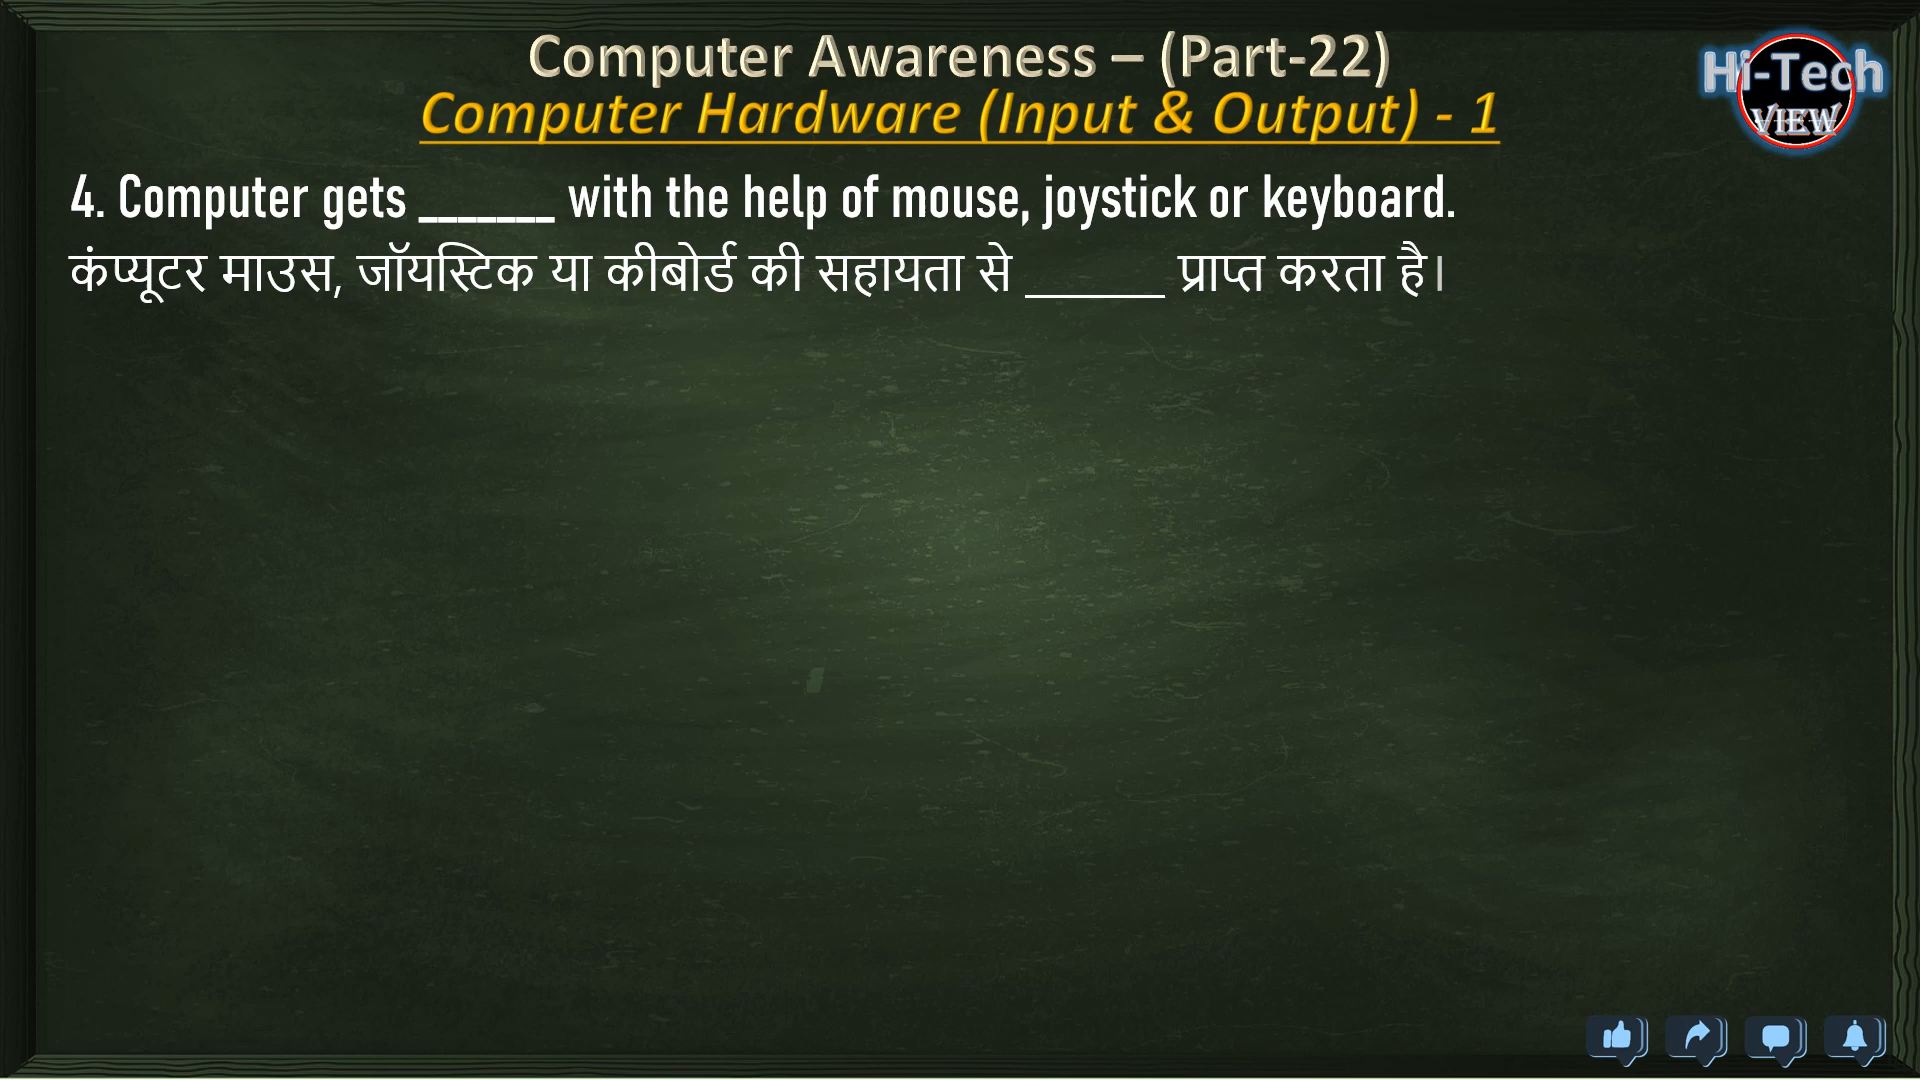 Computer Awareness – (Part-22)
Computer Hardware (Input & Output) - 1
Hi-Tech
VIEW
4. Computer gets _______ with the help of mouse, joystick or keyboard.
कंप्यूटर माउस, जॉयस्टिक या कीबोर्ड की सहायता से ______ प्राप्त करता है।